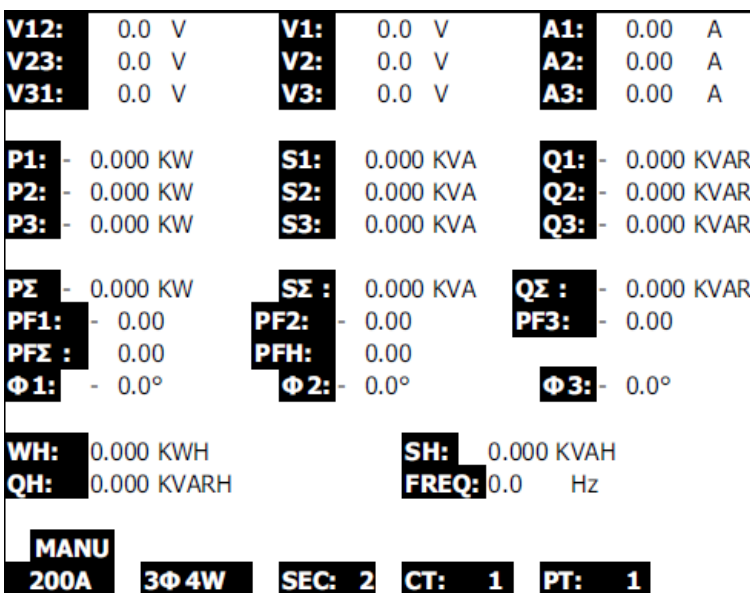 V12: 0.0 V V1: 0.0 V A1: 0.00 A
V23: 0.0 V V2: 0.0 V A2: 0.00 A
V31: 0.0 V V3: 0.0 V A3: 0.00 A
P1: - 0.000 KW S1: 0.000 KVA Q1: - 0.000 KVAR
P2: - 0.000 KW S2: 0.000 KVA Q2: - 0.000 KVAR
P3: - 0.000 KW S3: 0.000 KVA Q3: - 0.000 KVAR
PΣ - 0.000 KW SΣ : 0.000 KVA QΣ : - 0.000 KVAR
PF1: - 0.00 PF2: - 0.00 PF3: - 0.00
PFΣ : 0.00 PFH: 0.00
Φ1: - 0.0° Φ2: - 0.0° Φ3: - 0.0°
WH: 0.000 KWH SH: 0.000 KVAH
QH: 0.000 KVARH FREQ: 0.0 Hz
MANU
200A 3Φ4W SEC: 2 CT: 1 PT: 1